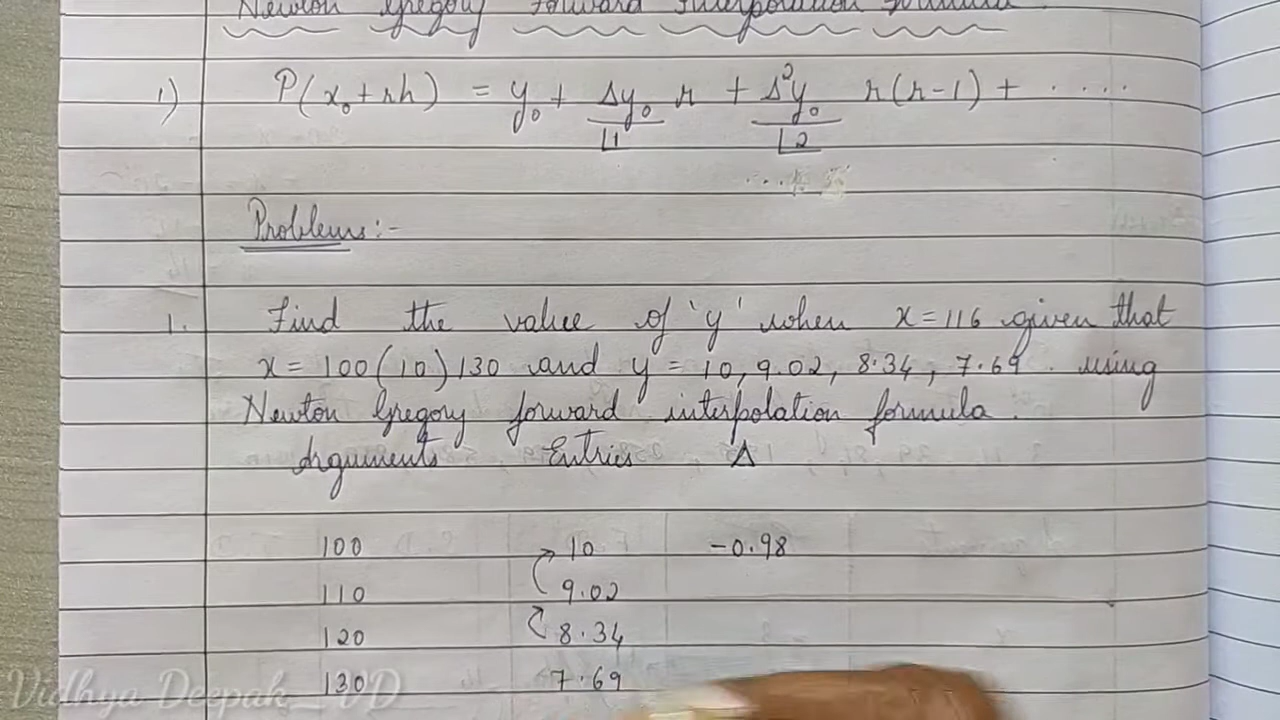 Newton Gregory Forward Interpolation Formula.
1) P(x₀+rh) = y₀ + Δy₀/⌊1 r + Δ²y₀/⌊2 r(r-1) + ....
Problems:-
1. Find the value of 'y' when x=116 given that
x = 100(10)130 and y = 10, 9.02, 8.34, 7.69. using
Newton Gregory forward interpolation formula.
Arguments Entries Δ
100 10 -0.98
110 9.02
120 8.34
130 7.69
Vidhya Deepak_VD